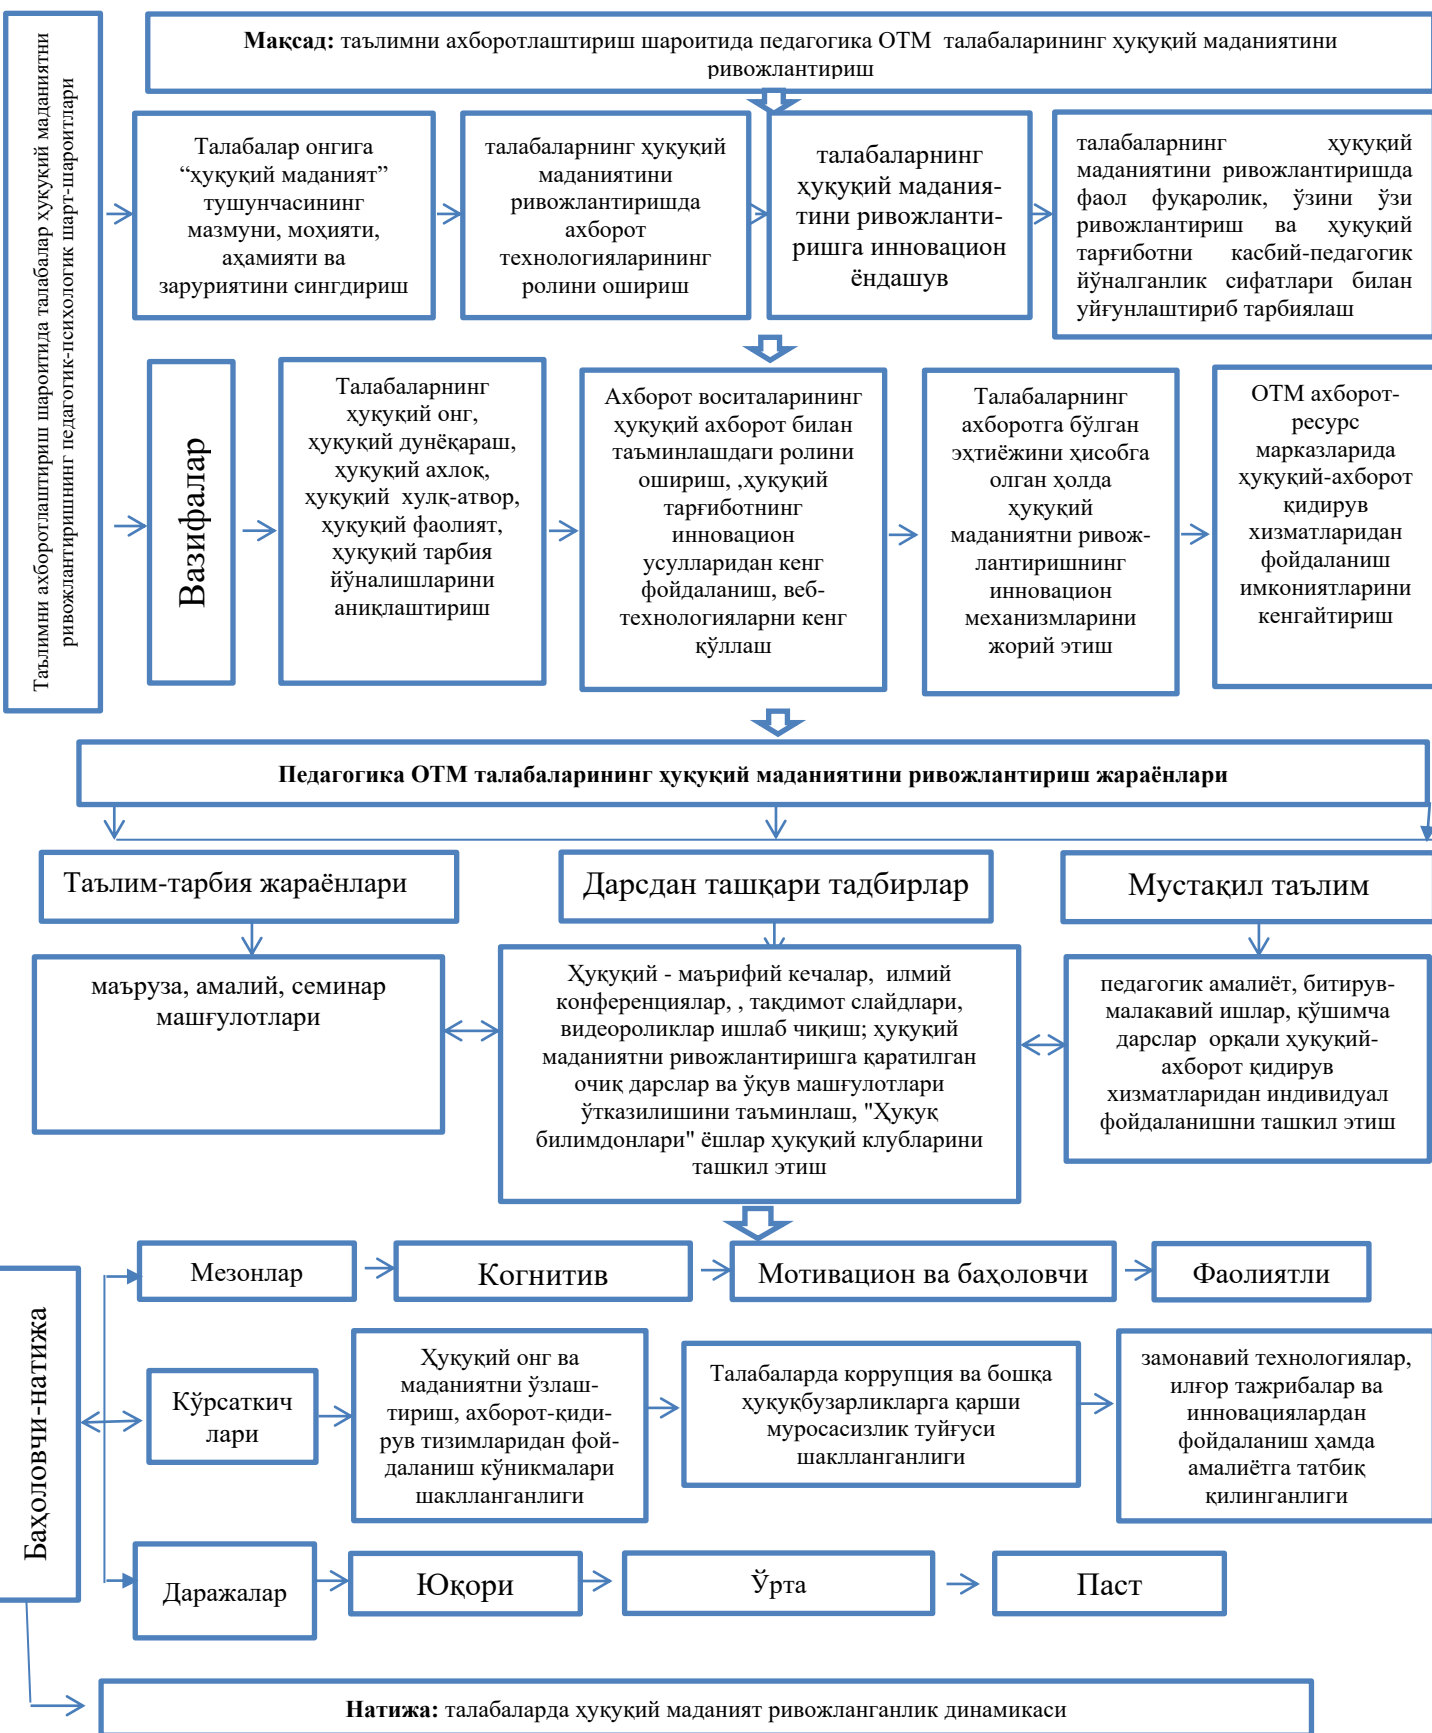 Таълимни ахборотлаштириш шароитида талабалар ҳуқуқий маданиятни
ривожлантиришнинг педагогик-психологик шарт-шароитлари
Мақсад: таълимни ахборотлаштириш шароитида педагогика ОТМ талабаларининг ҳуқуқий маданиятини
ривожлантириш
Талабалар онгига
“ҳуқуқий маданият”
тушунчасининг
мазмуни, моҳияти,
аҳамияти ва
заруриятини сингдириш
талабаларнинг ҳуқуқий
маданиятини
ривожлантиришда
ахборот
технологияларининг
ролини ошириш
талабаларнинг
ҳуқуқий мадания-
тини ривожланти-
ришга инновацион
ёндашув
талабаларнинг ҳуқуқий
маданиятини ривожлантиришда
фаол фуқаролик, ўзини ўзи
ривожлантириш ва ҳуқуқий
тарғиботни касбий-педагогик
йўналганлик сифатлари билан
уйғунлаштириб тарбиялаш
Вазифалар
Талабаларнинг
ҳуқуқий онг,
ҳуқуқий дунёқараш,
ҳуқуқий ахлоқ,
ҳуқуқий хулқ-атвор,
ҳуқуқий фаолият,
ҳуқуқий тарбия
йўналишларини
аниқлаштириш
Ахборот воситаларининг
ҳуқуқий ахборот билан
таъминлашдаги ролини
ошириш, ,ҳуқуқий
тарғиботнинг
инновацион
усулларидан кенг
фойдаланиш, веб-
технологияларни кенг
қўллаш
Талабаларнинг
ахборотга бўлган
эҳтиёжини ҳисобга
олган ҳолда
ҳуқуқий
маданиятни ривож-
лантиришнинг
инновацион
механизмларини
жорий этиш
ОТМ ахборот-
ресурс
марказларида
ҳуқуқий-ахборот
қидирув
хизматларидан
фойдаланиш
имкониятларини
кенгайтириш
Педагогика ОТМ талабаларининг ҳуқуқий маданиятини ривожлантириш жараёнлари
Таълим-тарбия жараёнлари
Дарсдан ташқари тадбирлар
Мустақил таълим
маъруза, амалий, семинар
машғулотлари
Ҳуқуқий - маърифий кечалар, илмий
конференциялар, , тақдимот слайдлари,
видеороликлар ишлаб чиқиш; ҳуқуқий
маданиятни ривожлантиришга қаратилган
очиқ дарслар ва ўқув машғулотлари
ўтказилишини таъминлаш, "Ҳуқуқ
билимдонлари" ёшлар ҳуқуқий клубларини
ташкил этиш
педагогик амалиёт, битирув-
малакавий ишлар, қўшимча
дарслар орқали ҳуқуқий-
ахборот қидирув
хизматларидан индивидуал
фойдаланишни ташкил этиш
Баҳоловчи-натижа
Мезонлар
Когнитив
Мотивацион ва баҳоловчи
Фаолиятли
Кўрсаткич
лари
Ҳуқуқий онг ва
маданиятни ўзлаш-
тириш, ахборот-қиди-
рув тизимларидан фой-
даланиш кўникмалари
шаклланганлиги
Талабаларда коррупция ва бошқа
ҳуқуқбузарликларга қарши
муросасизлик туйғуси
шаклланганлиги
замонавий технологиялар,
илғор тажрибалар ва
инновациялардан
фойдаланиш ҳамда
амалиётга татбиқ
қилинганлиги
Даражалар
Юқори
Ўрта
Паст
Натижа: талабаларда ҳуқуқий маданият ривожланганлик динамикаси